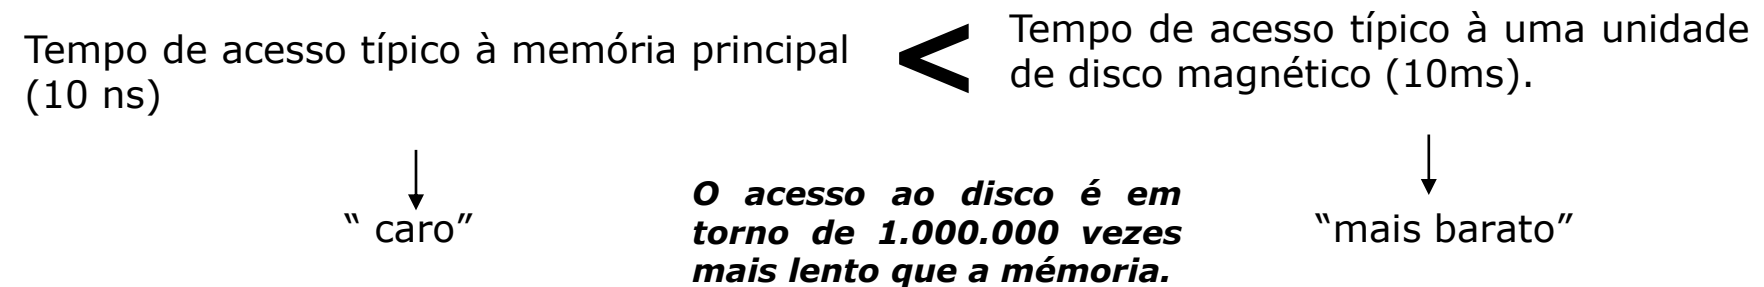 Tempo de acesso típico à memória principal
(10 ns)
<
Tempo de acesso típico à uma unidade
de disco magnético (10ms).
“ caro”
O acesso ao disco é em
torno de 1.000.000 vezes
mais lento que a mémoria.
“mais barato”